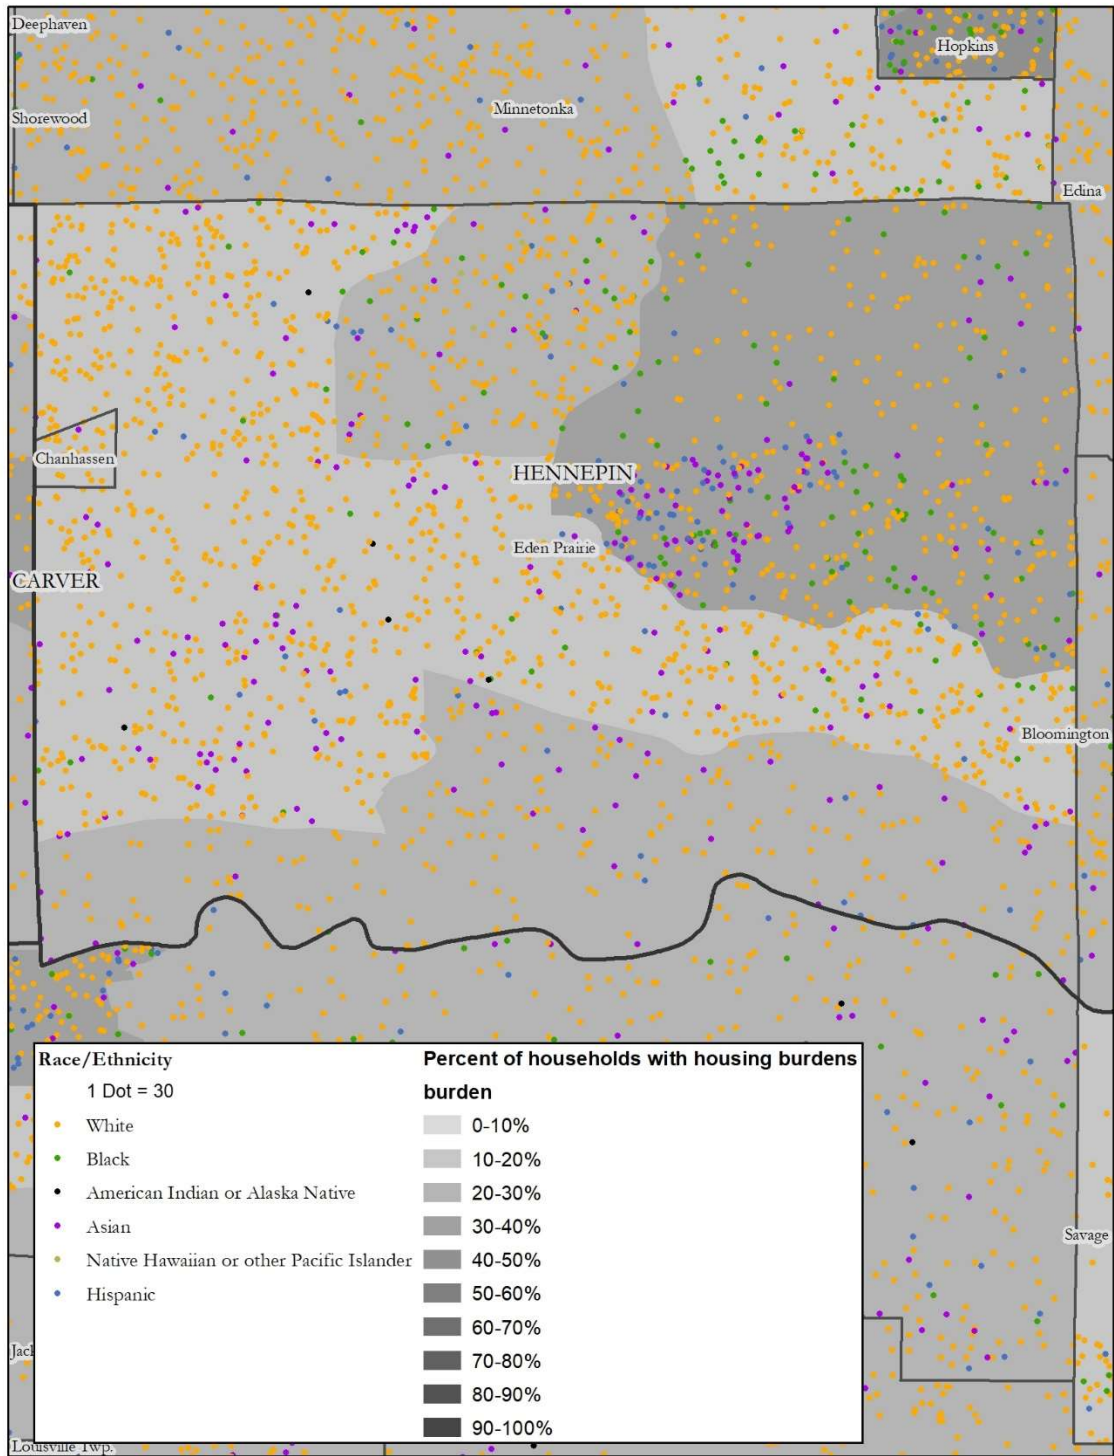 Deephaven
Hopkins
Minnetonka
Shorewood
Edina
Chanhassen
HENNEPIN
Eden Prairie
CARVER
Bloomington
Race/Ethnicity
1 Dot = 30
White
Black
American Indian or Alaska Native
Asian
Native Hawaiian or other Pacific Islander
Hispanic
Percent of households with housing burdens
burden
0-10%
10-20%
20-30%
30-40%
40-50%
50-60%
60-70%
70-80%
80-90%
90-100%
Savage
Jack
Louisville Twp.